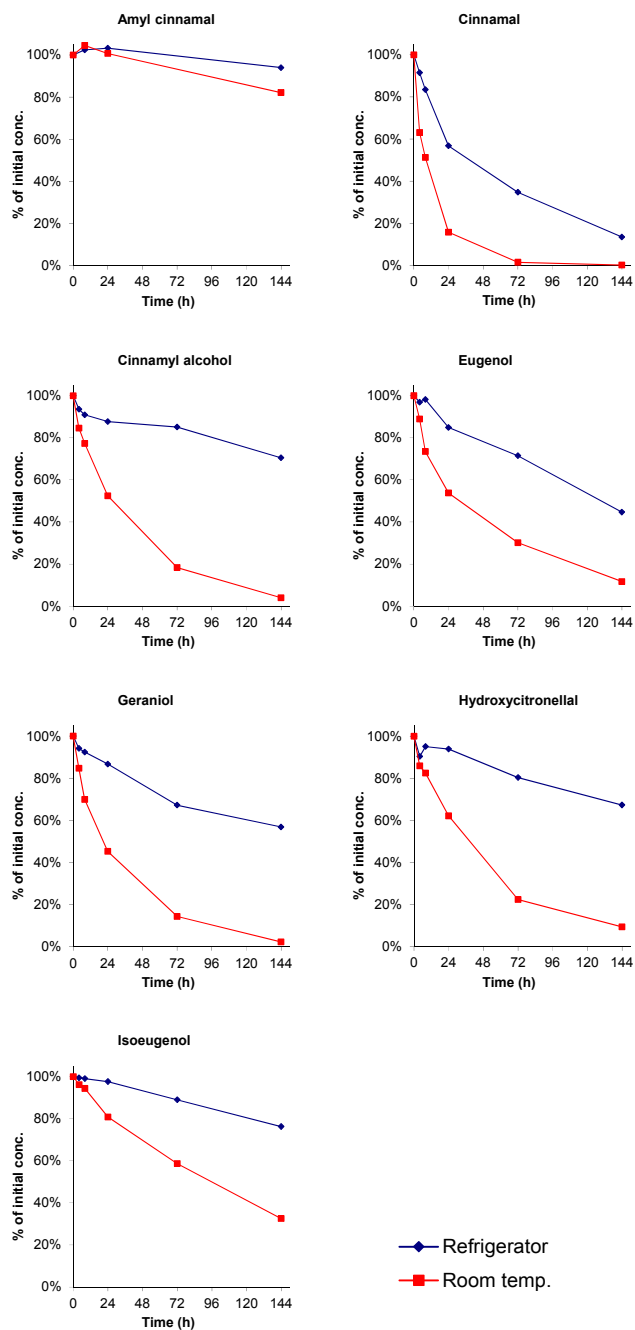 Amyl cinnamal
% of initial conc.
100%
80%
60%
40%
20%
0%
0 24 48 72 96 120 144
Time (h)
Cinnamal
% of initial conc.
100%
80%
60%
40%
20%
0%
0 24 48 72 96 120 144
Time (h)
Cinnamyl alcohol
% of initial conc.
100%
80%
60%
40%
20%
0%
0 24 48 72 96 120 144
Time (h)
Eugenol
% of initial conc.
100%
80%
60%
40%
20%
0%
0 24 48 72 96 120 144
Time (h)
Geraniol
% of initial conc.
100%
80%
60%
40%
20%
0%
0 24 48 72 96 120 144
Time (h)
Hydroxycitronellal
% of initial conc.
100%
80%
60%
40%
20%
0%
0 24 48 72 96 120 144
Time (h)
Isoeugenol
% of initial conc.
100%
80%
60%
40%
20%
0%
0 24 48 72 96 120 144
Time (h)
Refrigerator
Room temp.